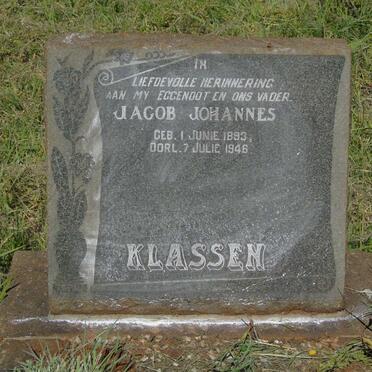 IN
LIEFDEVOLLE HERINNERING
AAN MY EGGENOOT EN ONS VADER
JACOB JOHANNES
GEB. 1 JUNIE 1893,
OORL. 7 JULIE 1946
KLASSEN